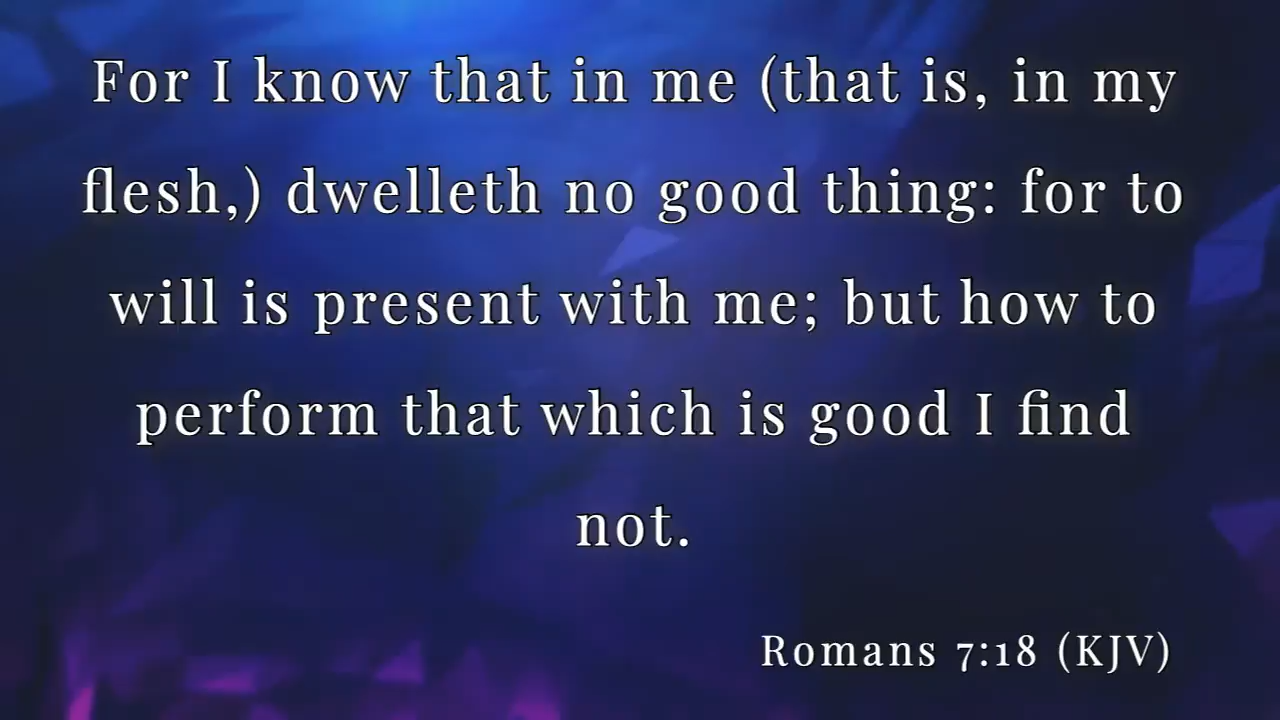 For I know that in me (that is, in my
flesh,) dwelleth no good thing: for to
will is present with me; but how to
perform that which is good I find
not.
Romans 7:18 (KJV)